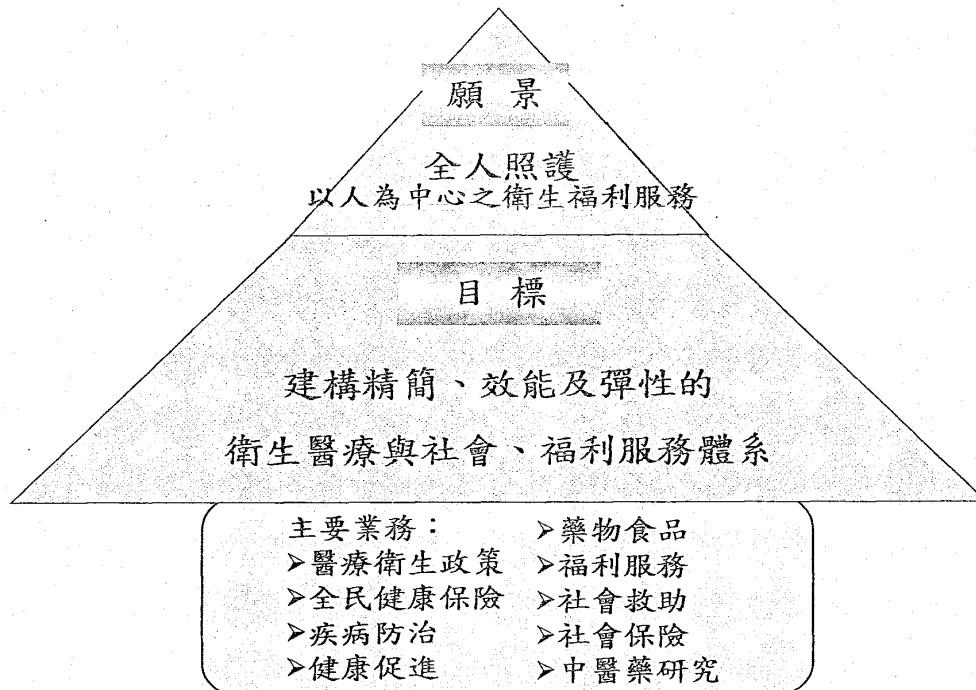 願景
全人照護
以人為中心之衛生福利服務
目標
建構精簡、效能及彈性的
衛生醫療與社會、福利服務體系
主要業務：
➢醫療衛生政策
➢全民健康保險
➢疾病防治
➢健康促進
➢藥物食品
➢福利服務
➢社會救助
➢社會保險
➢中醫藥研究